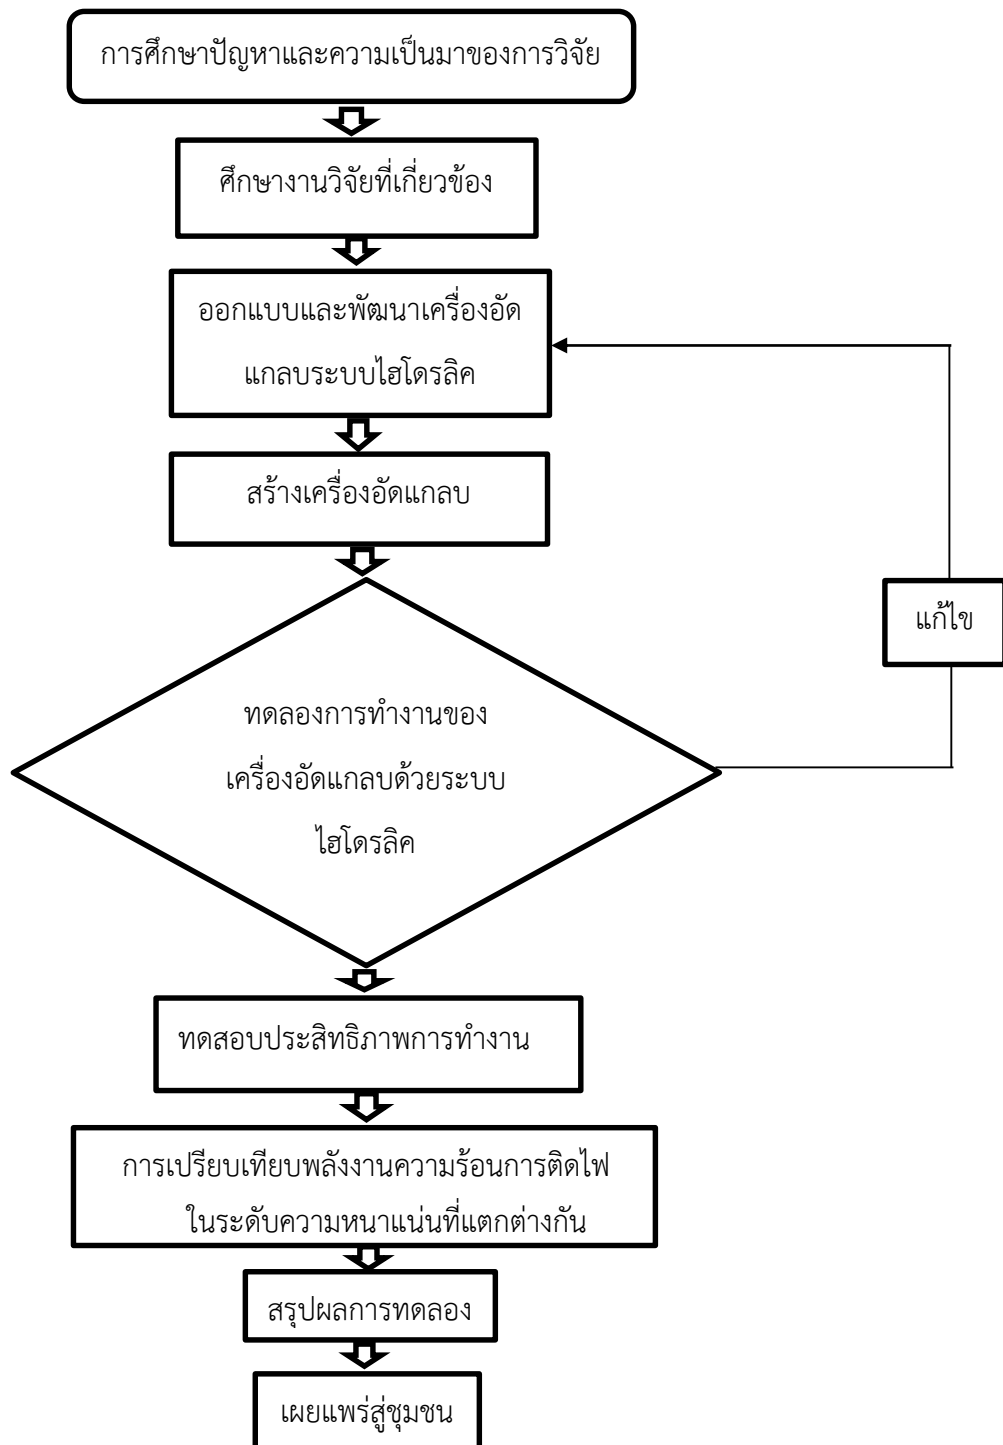 การศึกษาปัญหาและความเป็นมาของการวิจัย
ศึกษางานวิจัยที่เกี่ยวข้อง
ออกแบบและพัฒนาเครื่องอัด
แกลบระบบไฮโดรลิค
สร้างเครื่องอัดแกลบ
แก้ไข
ทดลองการทำงานของ
เครื่องอัดแกลบด้วยระบบ
ไฮโดรลิค
ทดสอบประสิทธิภาพการทำงาน
การเปรียบเทียบพลังงานความร้อนการติดไฟ
ในระดับความหนาแน่นที่แตกต่างกัน
สรุปผลการทดลอง
เผยแพร่สู่ชุมชน